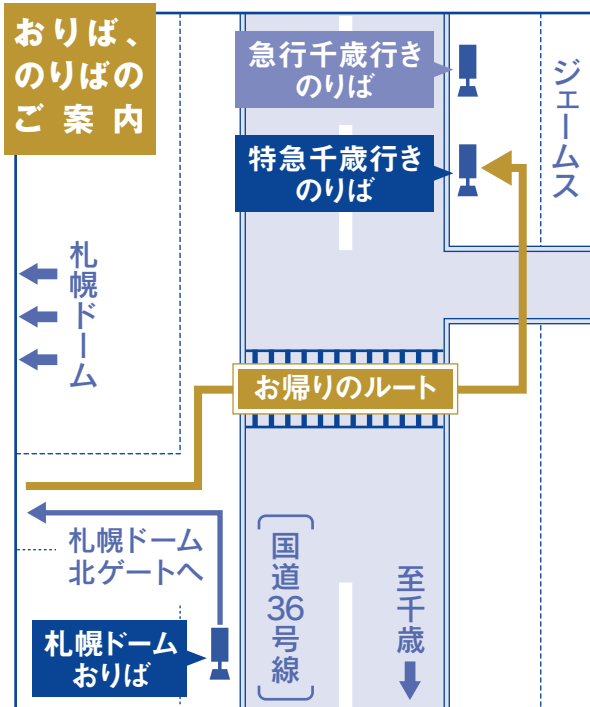 おりば、
のりばの
ご案内
急行千歳行き
のりば
特急千歳行き
のりば
ジェームス
札幌ドーム
お帰りのルート
札幌ドーム
北ゲートへ
国道36号線
至千歳
札幌ドーム
おりば